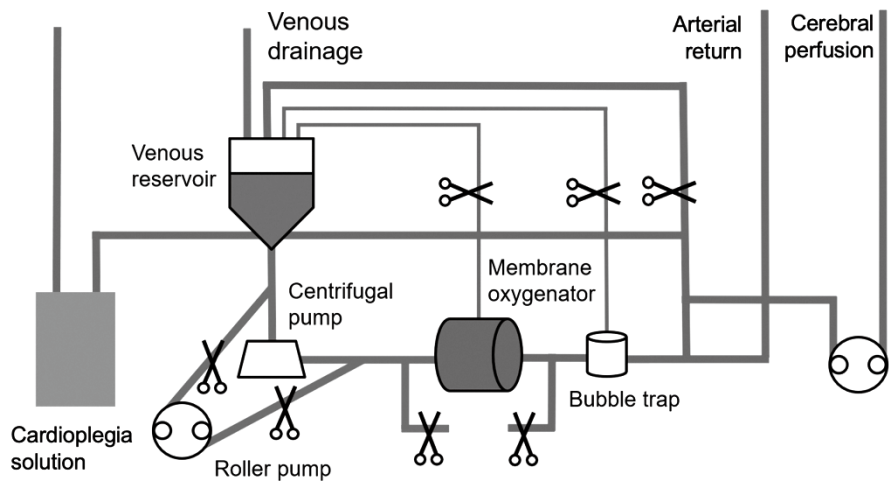 Venous
drainage
Arterial
return
Cerebral
perfusion
Venous
reservoir
Centrifugal
pump
Membrane
oxygenator
Bubble trap
Cardioplegia
solution
Roller pump